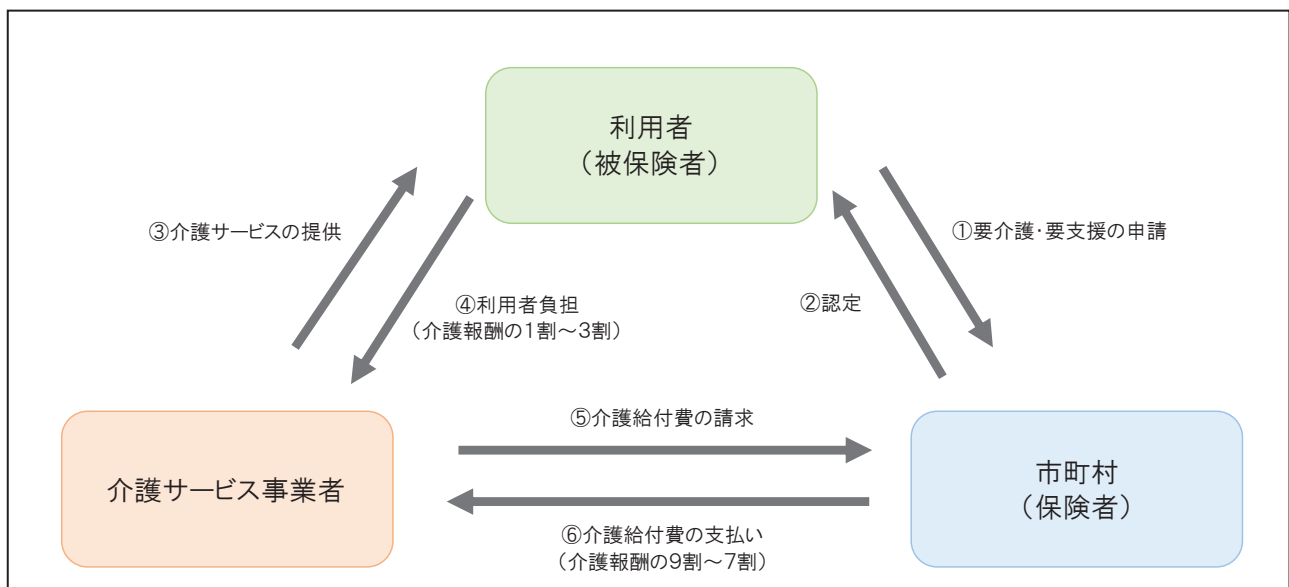 利用者
（被保険者）
③介護サービスの提供
①要介護・要支援の申請
④利用者負担
（介護報酬の1割～3割）
②認定
⑤介護給付費の請求
介護サービス事業者
市町村
（保険者）
⑥介護給付費の支払い
（介護報酬の9割～7割）